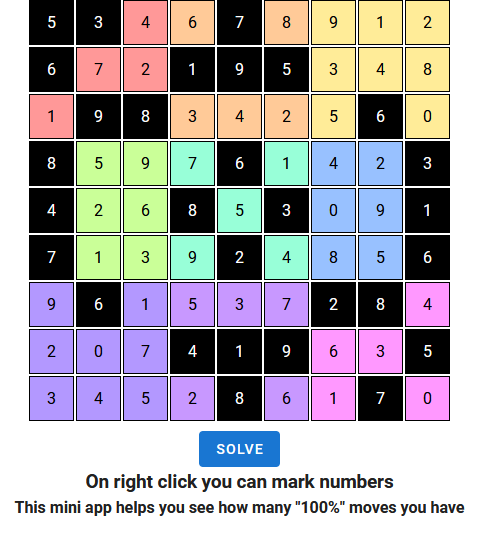 5 3 4 6 7 8 9 1 2
6 7 2 1 9 5 3 4 8
1 9 8 3 4 2 5 6 0
8 5 9 7 6 1 4 2 3
4 2 6 8 5 3 0 9 1
7 1 3 9 2 4 8 5 6
9 6 1 5 3 7 2 8 4
2 0 7 4 1 9 6 3 5
3 4 5 2 8 6 1 7 0
SOLVE
On right click you can mark numbers
This mini app helps you see how many "100%" moves you have